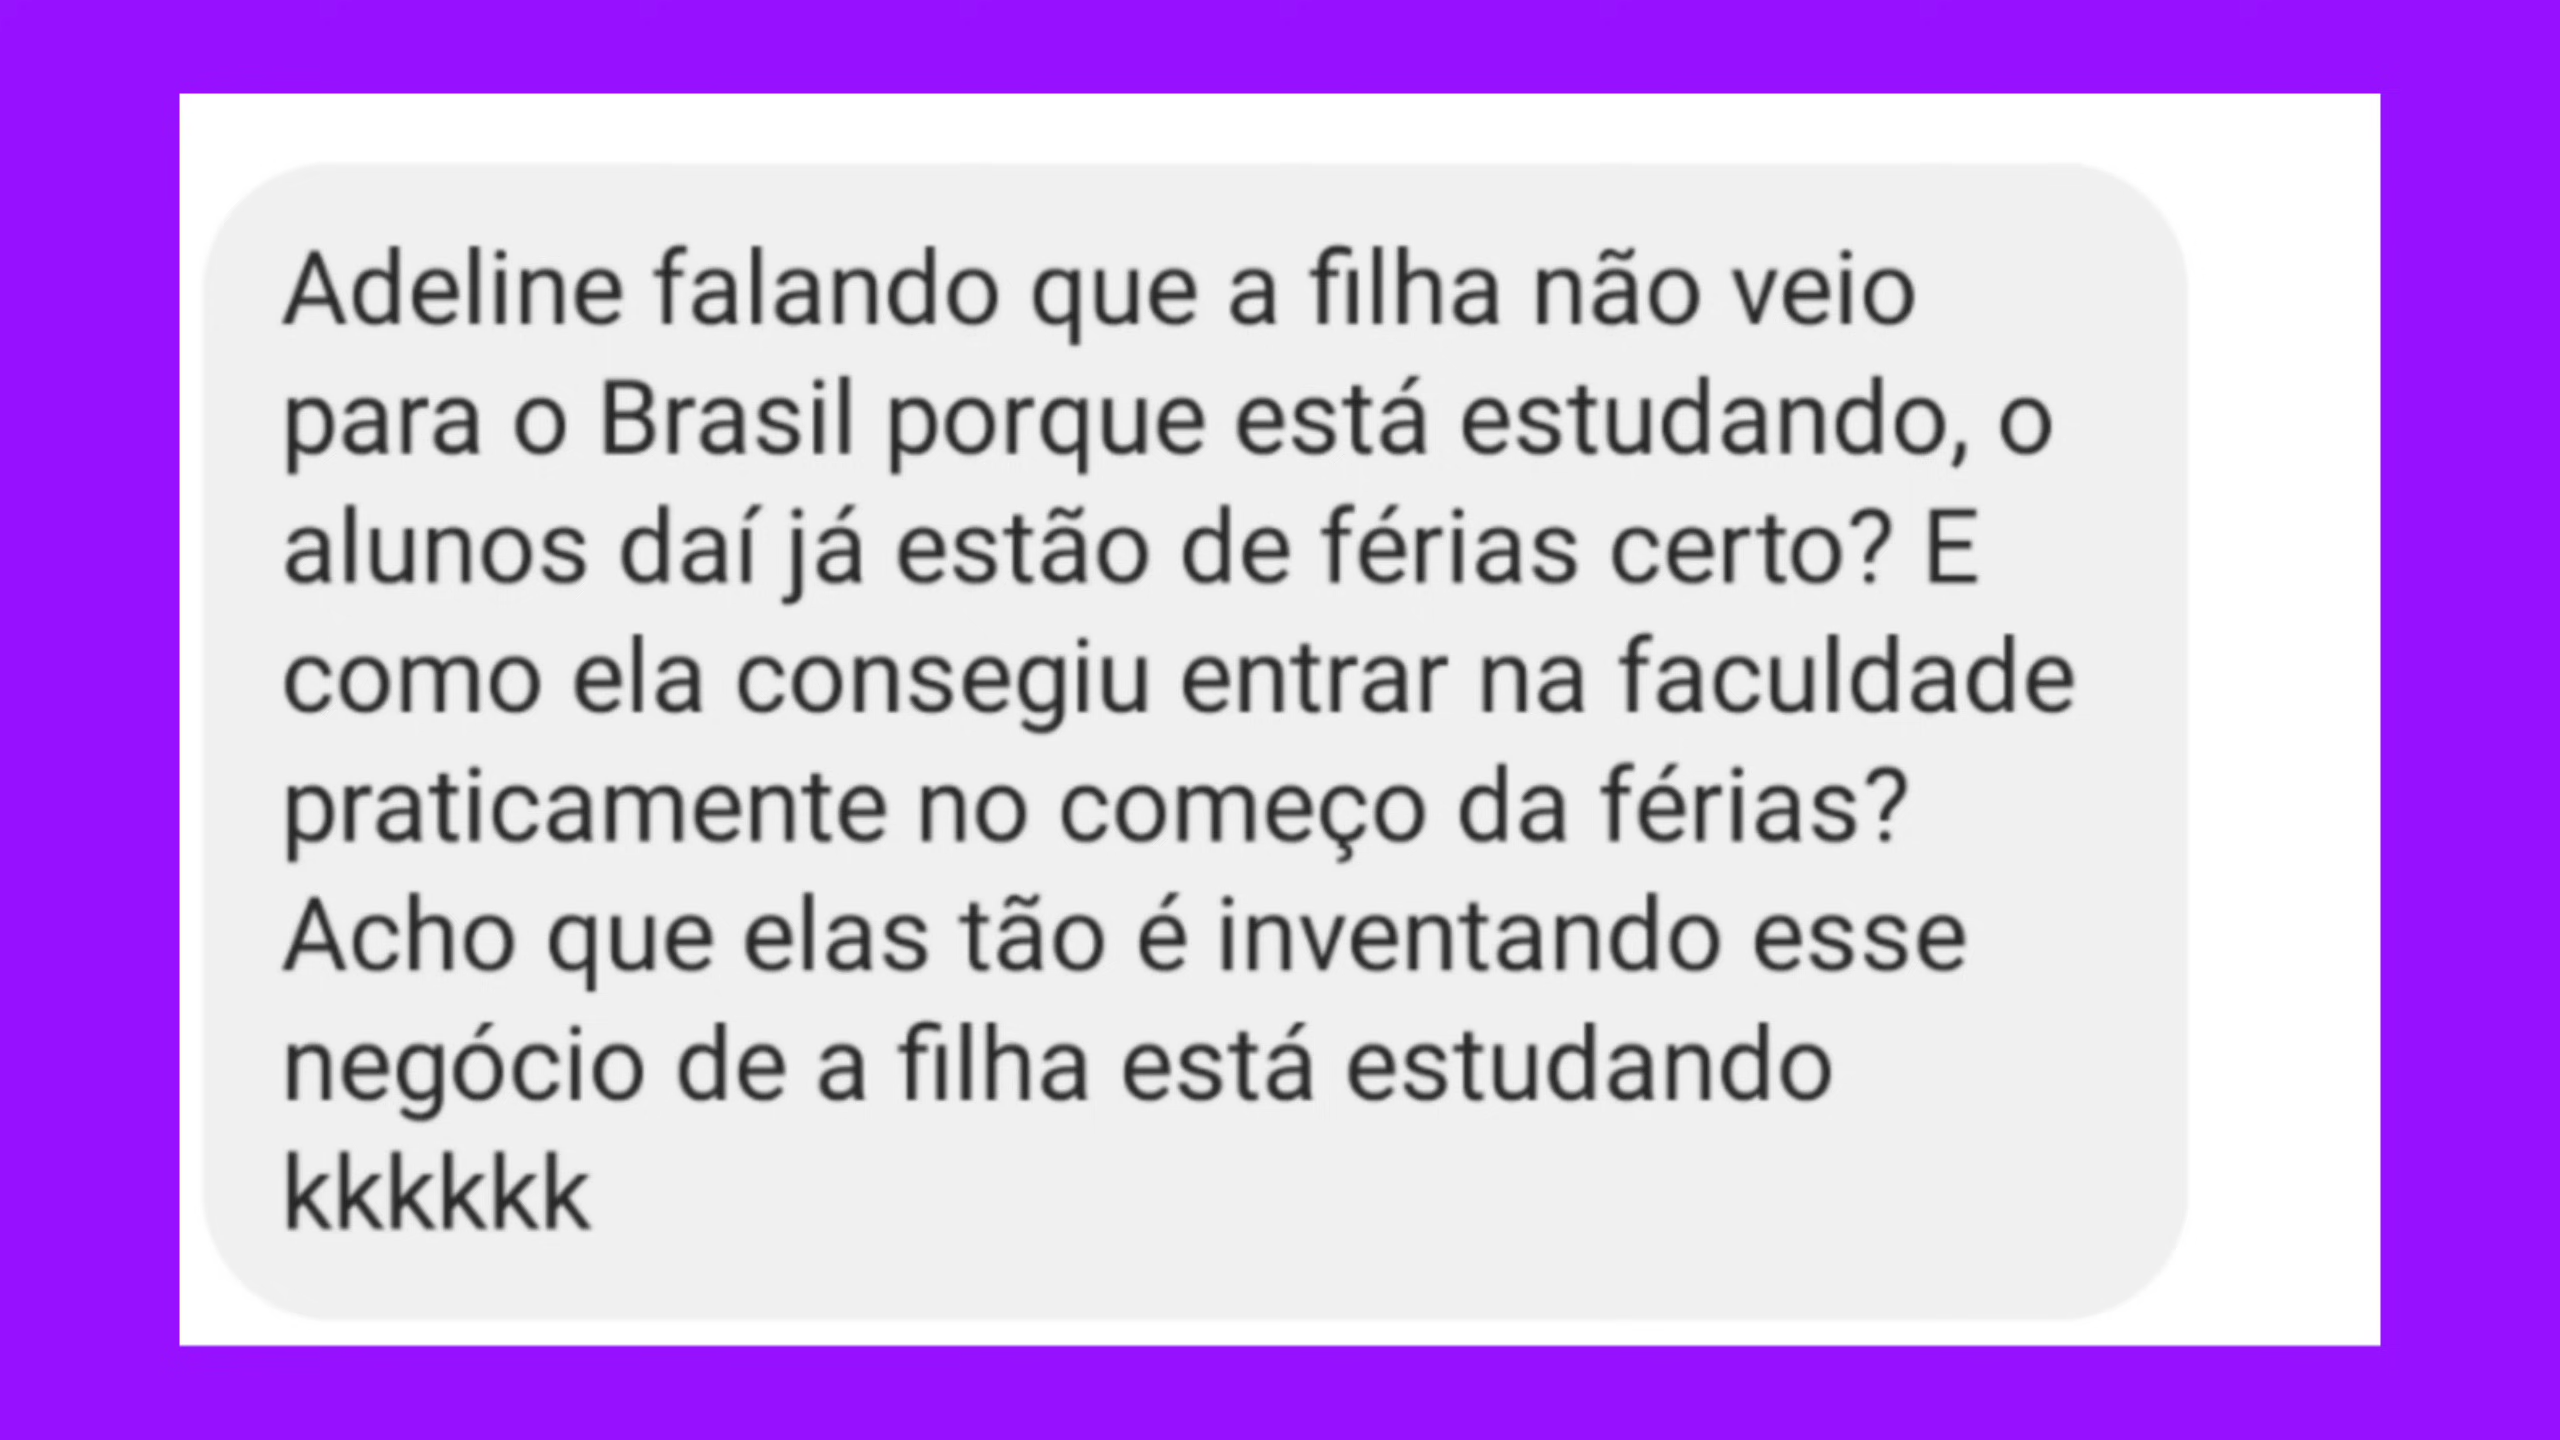 Adeline falando que a filha não veio
para o Brasil porque está estudando, o
alunos daí já estão de férias certo? E
como ela consegiu entrar na faculdade
praticamente no começo da férias?
Acho que elas tão é inventando esse
negócio de a filha está estudando
kkkkkk